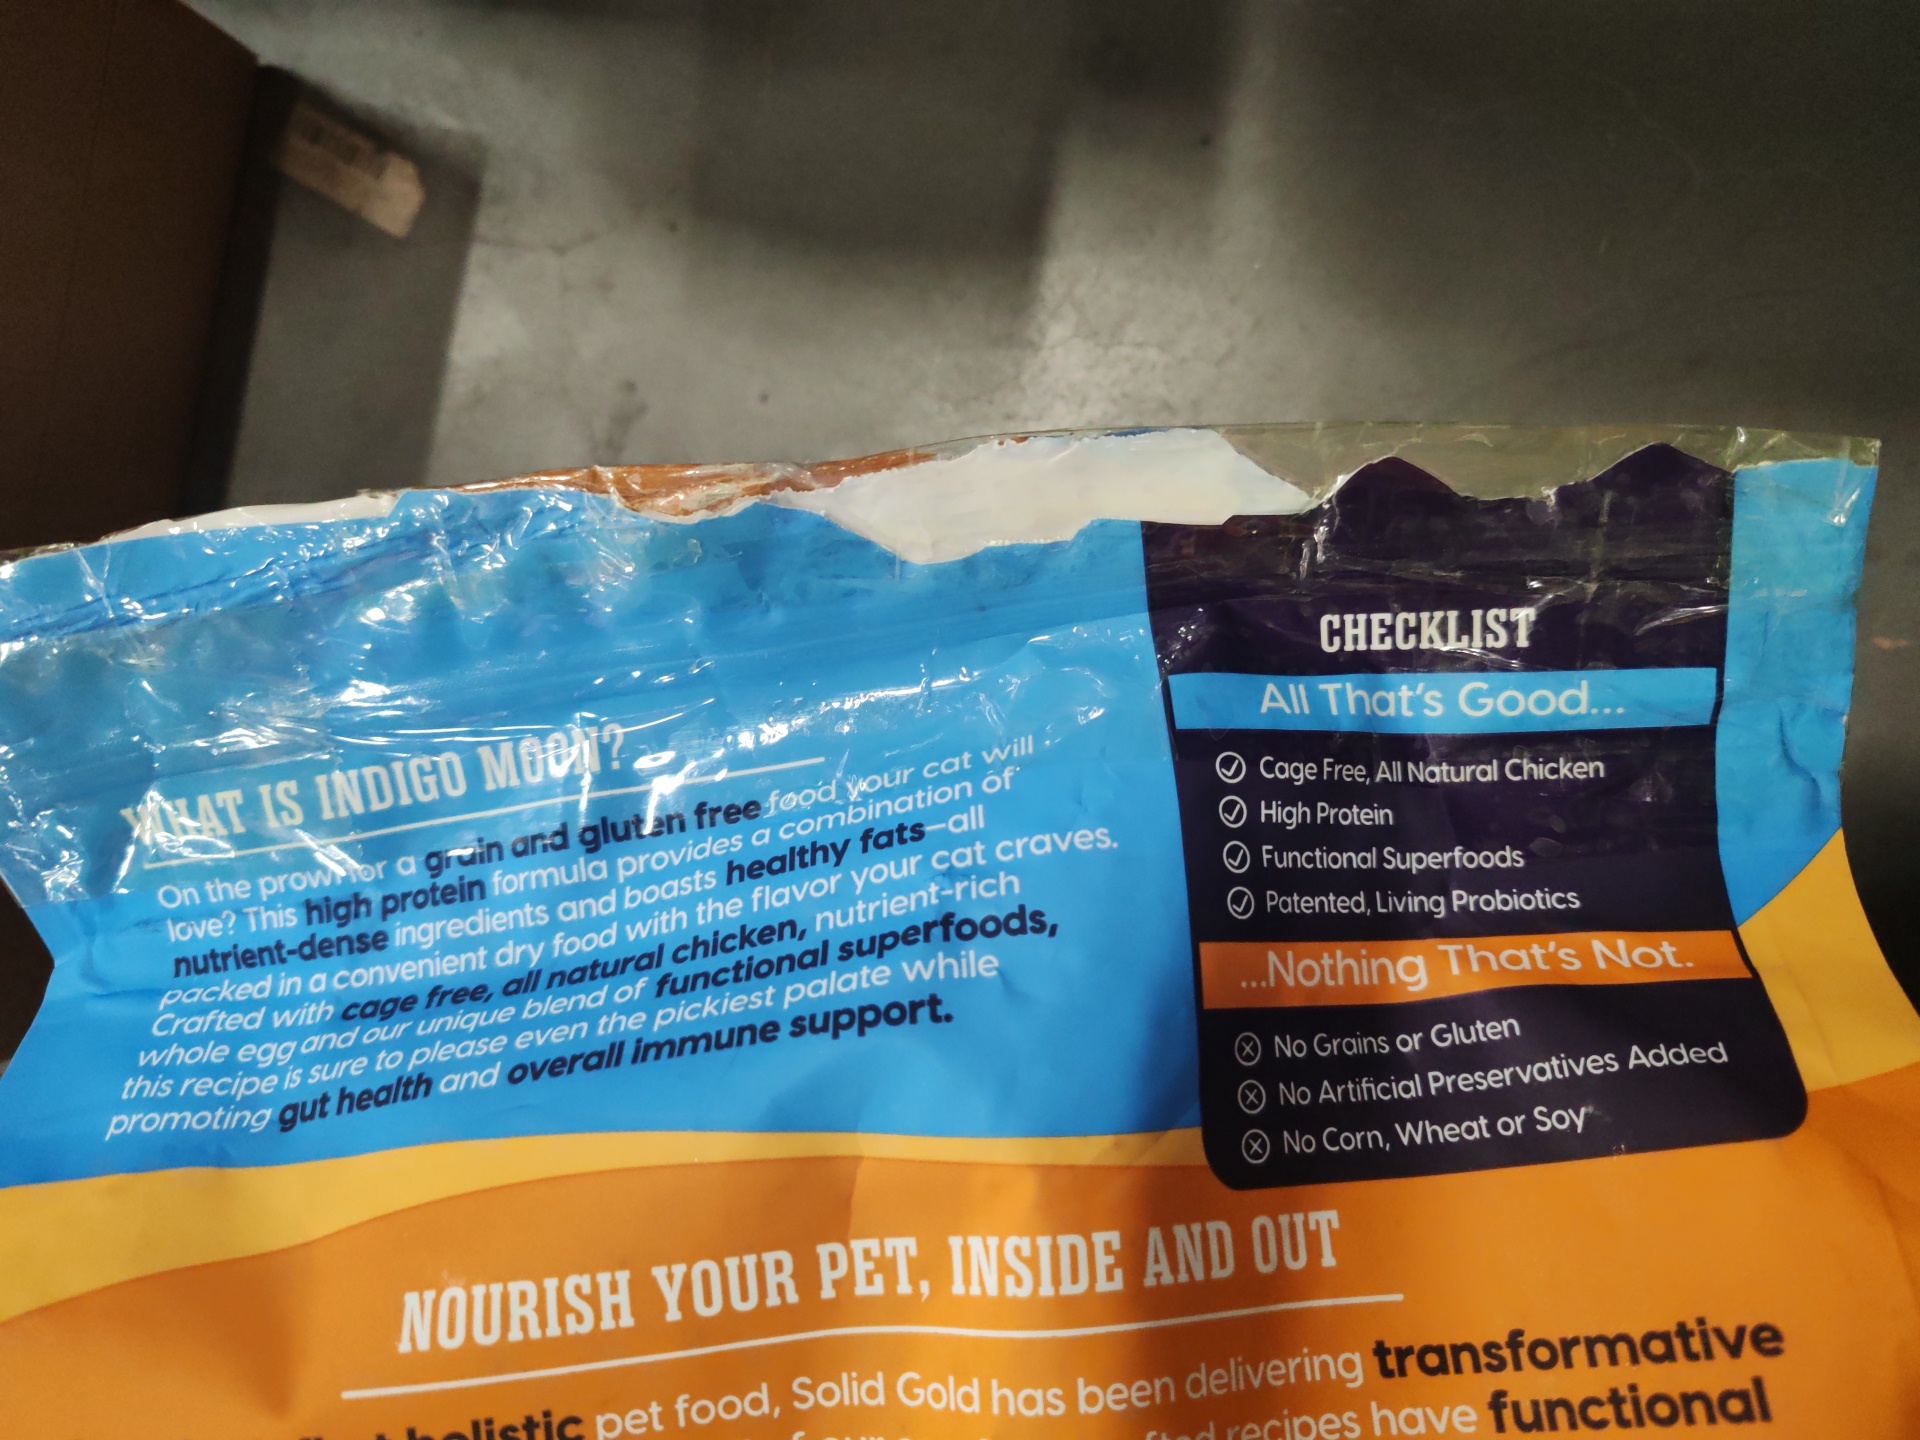 WHAT IS INDIGO MOON?
On the prowl for a grain and gluten free food your cat will
love? This high protein formula provides a combination of
nutrient-dense ingredients and boasts healthy fats—all
packed in a convenient dry food with the flavor your cat craves.
Crafted with cage free, all natural chicken, nutrient-rich
whole egg and our unique blend of functional superfoods,
this recipe is sure to please even the pickiest palate while
promoting gut health and overall immune support.
CHECKLIST
All That's Good...
Cage Free, All Natural Chicken
High Protein
Functional Superfoods
Patented, Living Probiotics
...Nothing That's Not.
No Grains or Gluten
No Artificial Preservatives Added
No Corn, Wheat or Soy
NOURISH YOUR PET, INSIDE AND OUT
holistic pet food, Solid Gold has been delivering transformative
recipes have functional